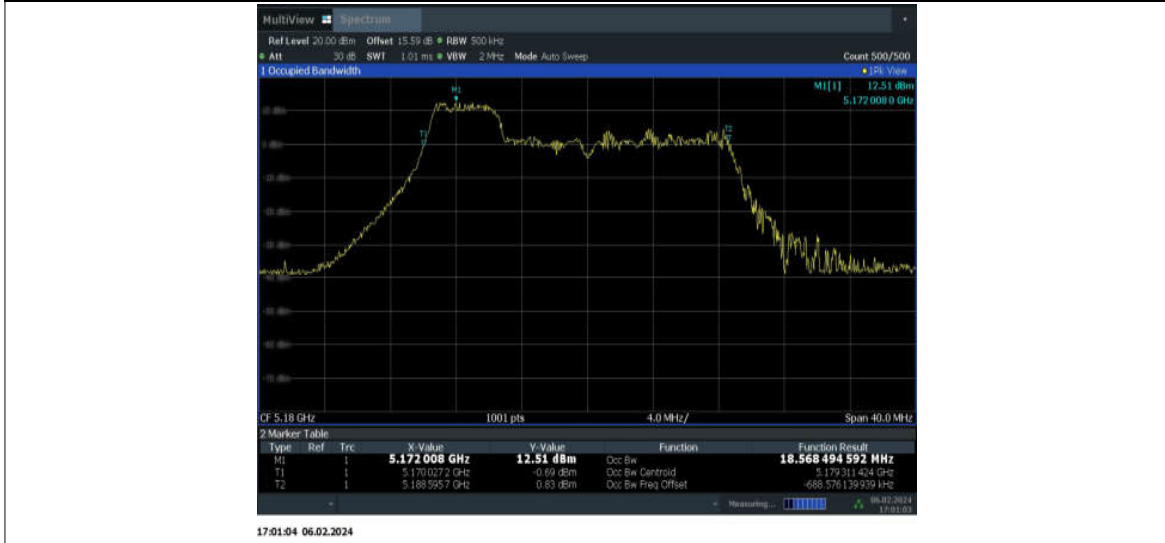 MultiView Spectrum
Ref Level 20.00 dBm Offset 15.59 dB RBW 500 kHz
Att 30 dB SWT 1.01 ms VBW 2 MHz Mode Auto Sweep Count 500/500
1 Occupied Bandwidth 1Pk View
M1[1] 12.51 dBm
5.172 008 0 GHz
M1
T1
T2
CF 5.18 GHz 1001 pts 4.0 MHz/ Span 40.0 MHz
2 Marker Table
Type Ref Trc X-Value Y-Value Function Function Result
M1 1 5.172 008 GHz 12.51 dBm Occ Bw 18.568 494 592 MHz
T1 1 5.170 027 2 GHz -0.69 dBm Occ Bw Centroid 5.179 311 424 GHz
T2 1 5.188 595 7 GHz 0.83 dBm Occ Bw Freq Offset -688.576 139 939 kHz
Measuring... 06.02.2024
17:01:03
17:01:04 06.02.2024